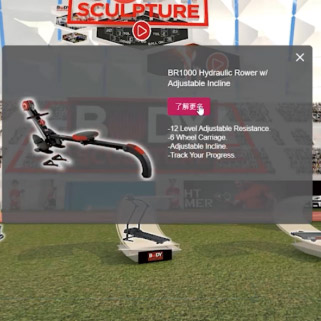 SCULPTURE
BR1000 Hydraulic Rower w/
Adjustable Incline
了解更多
-12 Level Adjustable Resistance
-8 Wheel Carriage
-Adjustable Incline
-Track Your Progress
BODY